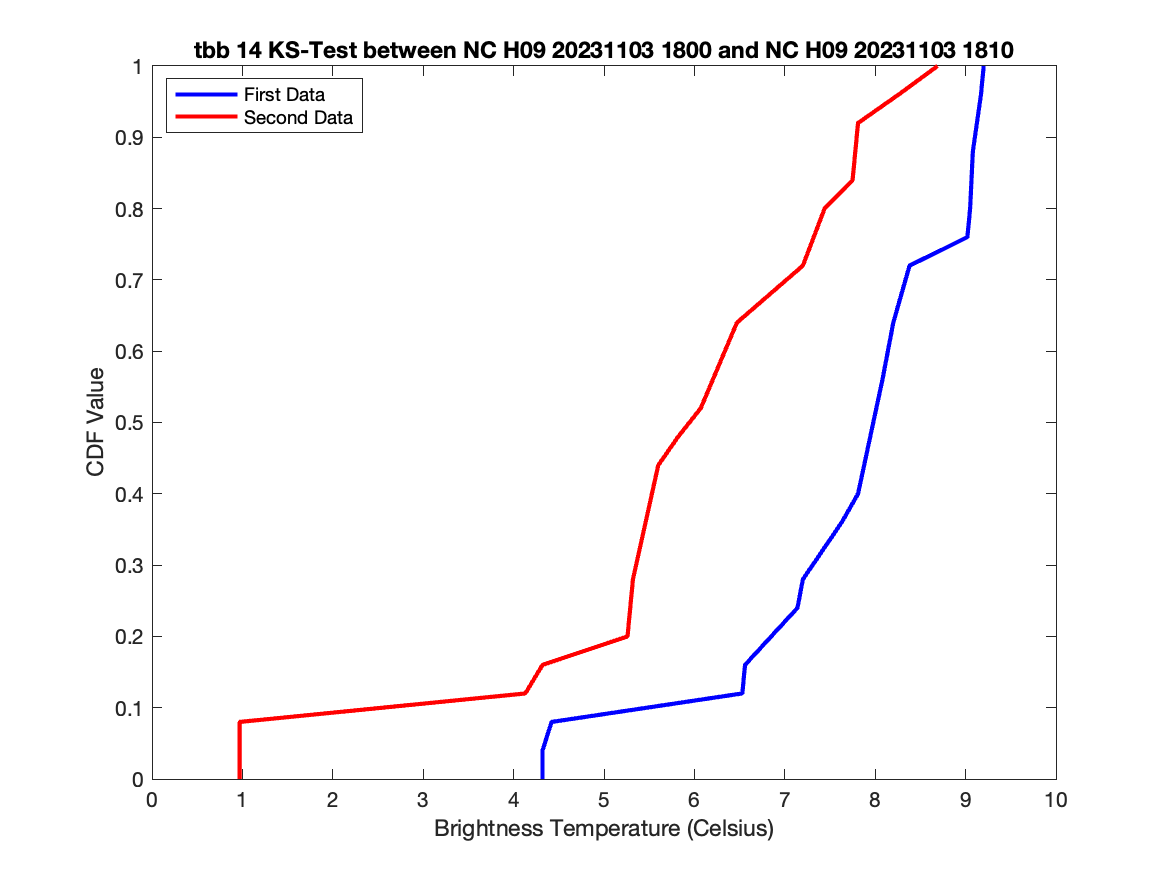 tbb 14 KS-Test between NC H09 20231103 1800 and NC H09 20231103 1810
First Data
Second Data
1
0.9
0.8
0.7
0.6
0.5
0.4
0.3
0.2
0.1
0
CDF Value
0 1 2 3 4 5 6 7 8 9 10
Brightness Temperature (Celsius)